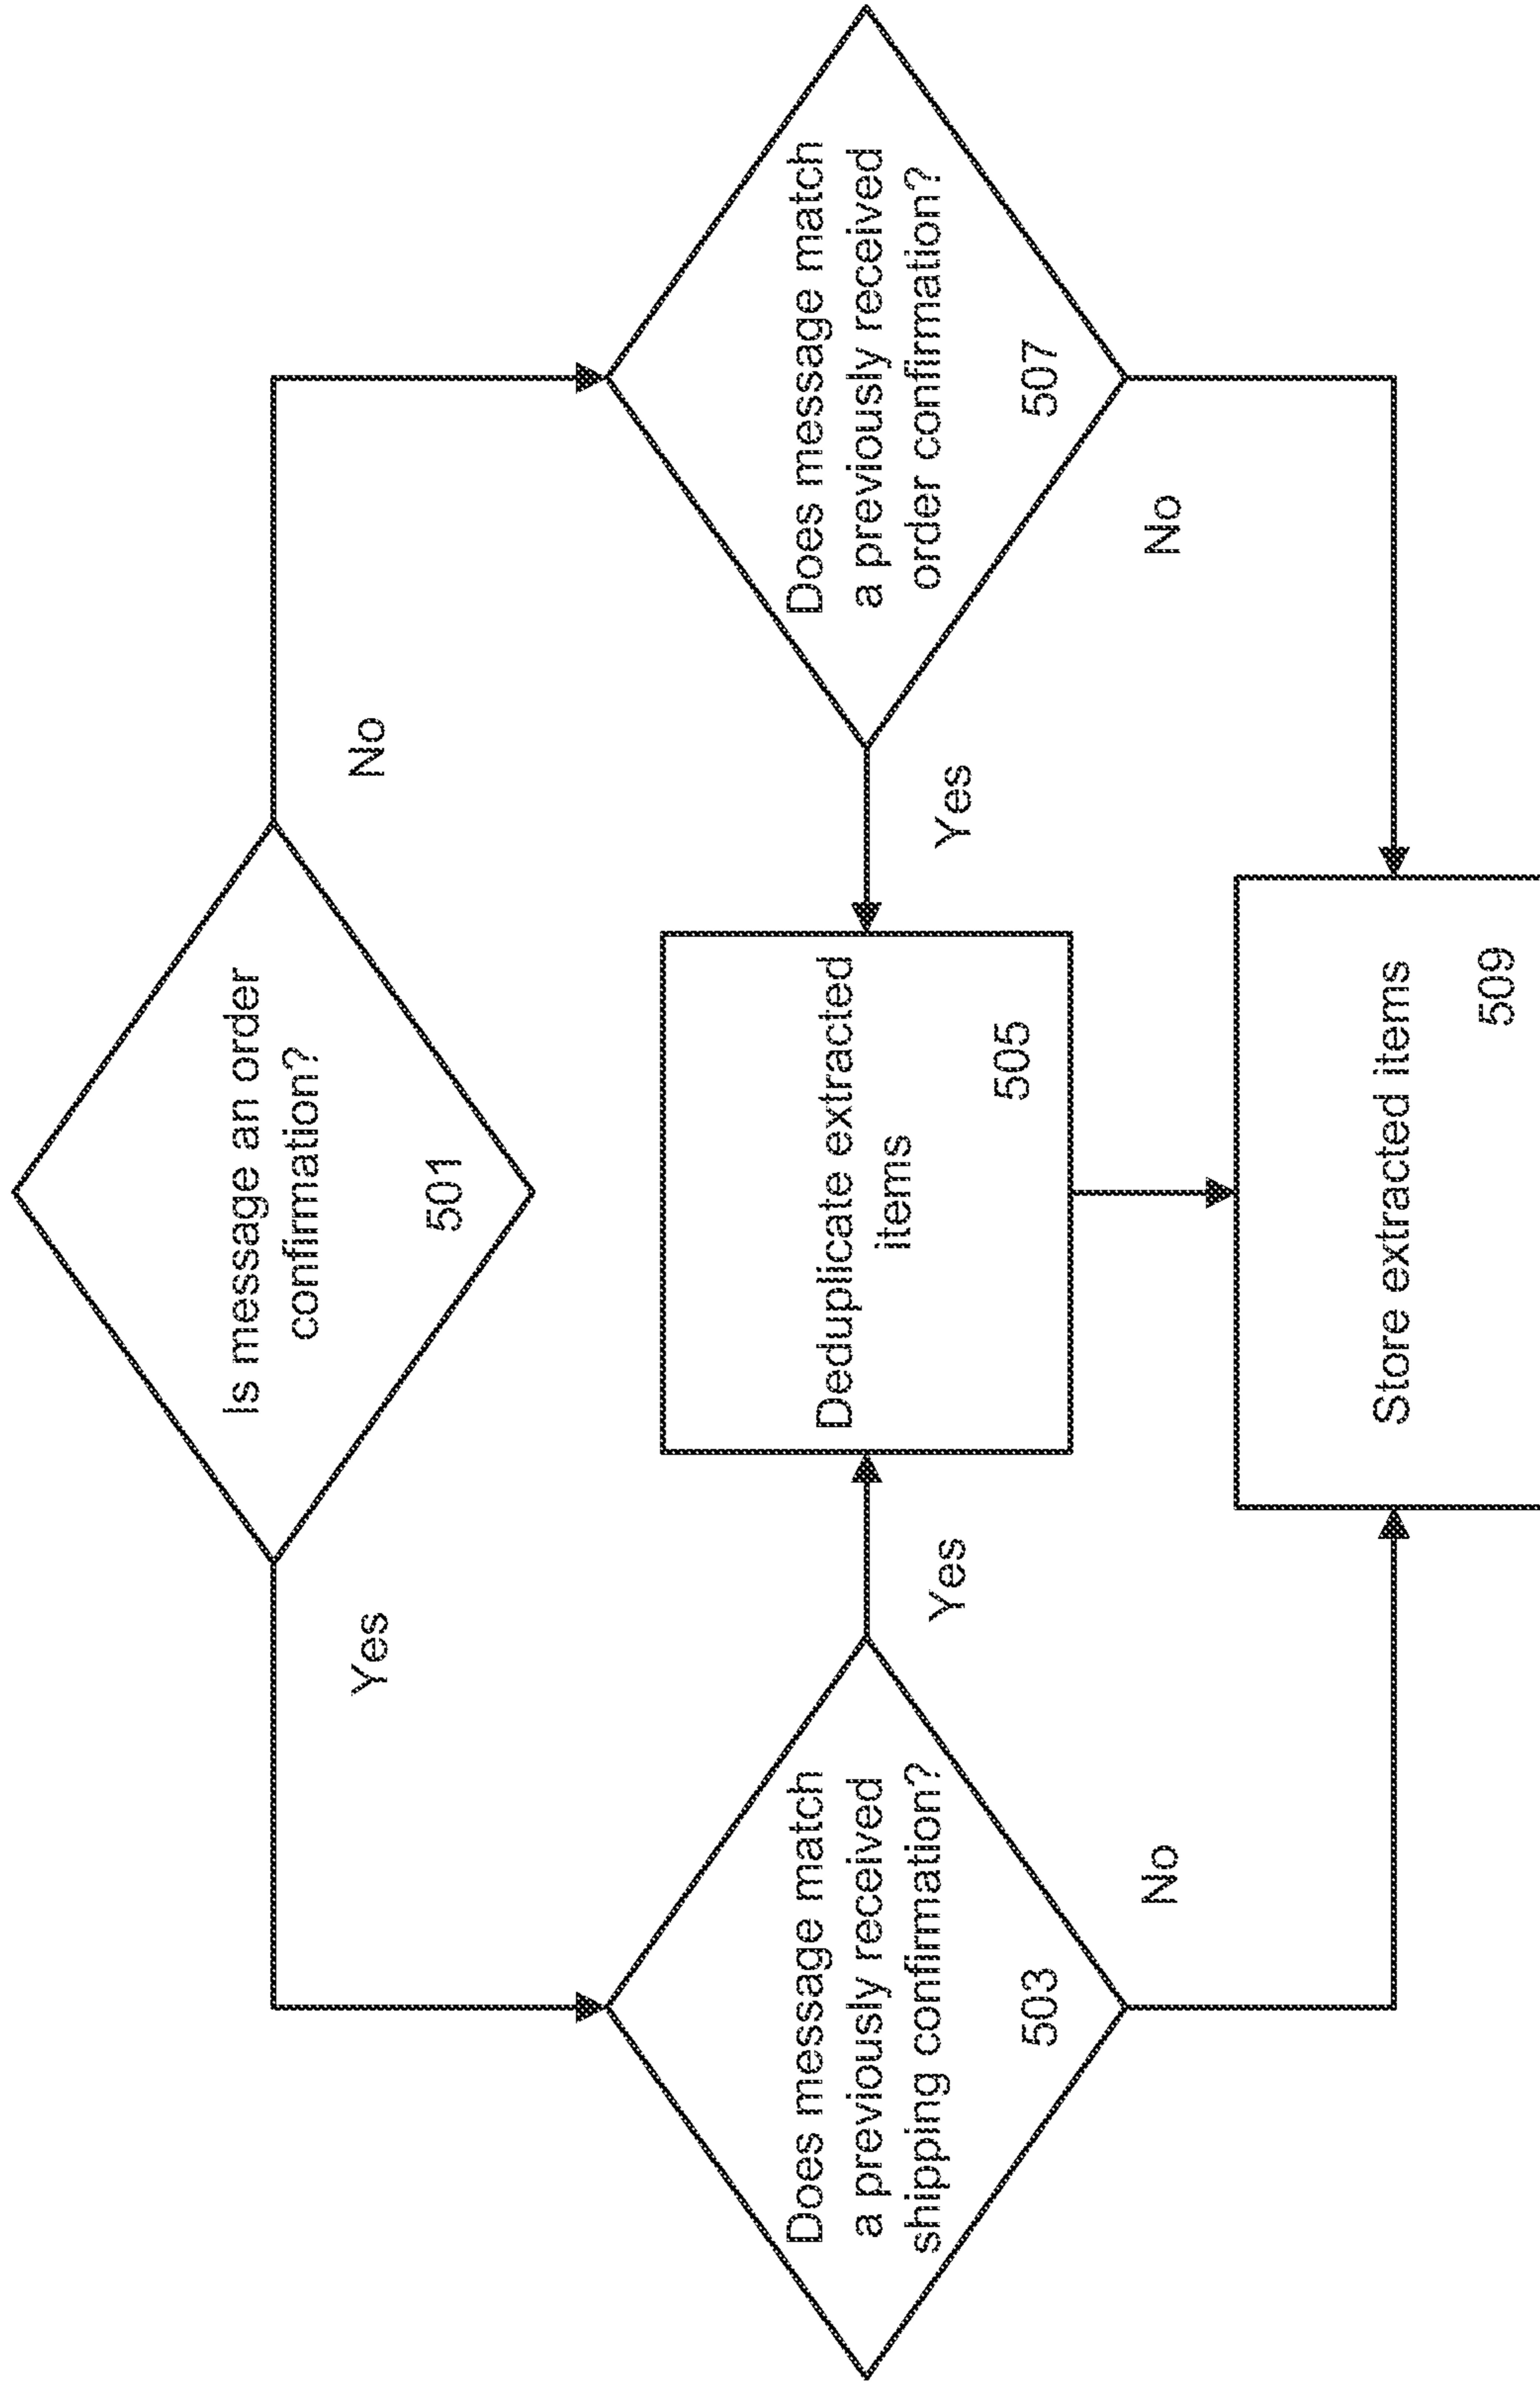 Is message an order
confirmation?
501
Yes
No
Does message match
a previously received
shipping confirmation?
503
Yes
No
Deduplicate extracted
items
505
Does message match
a previously received
order confirmation?
507
Yes
No
Store extracted items
509